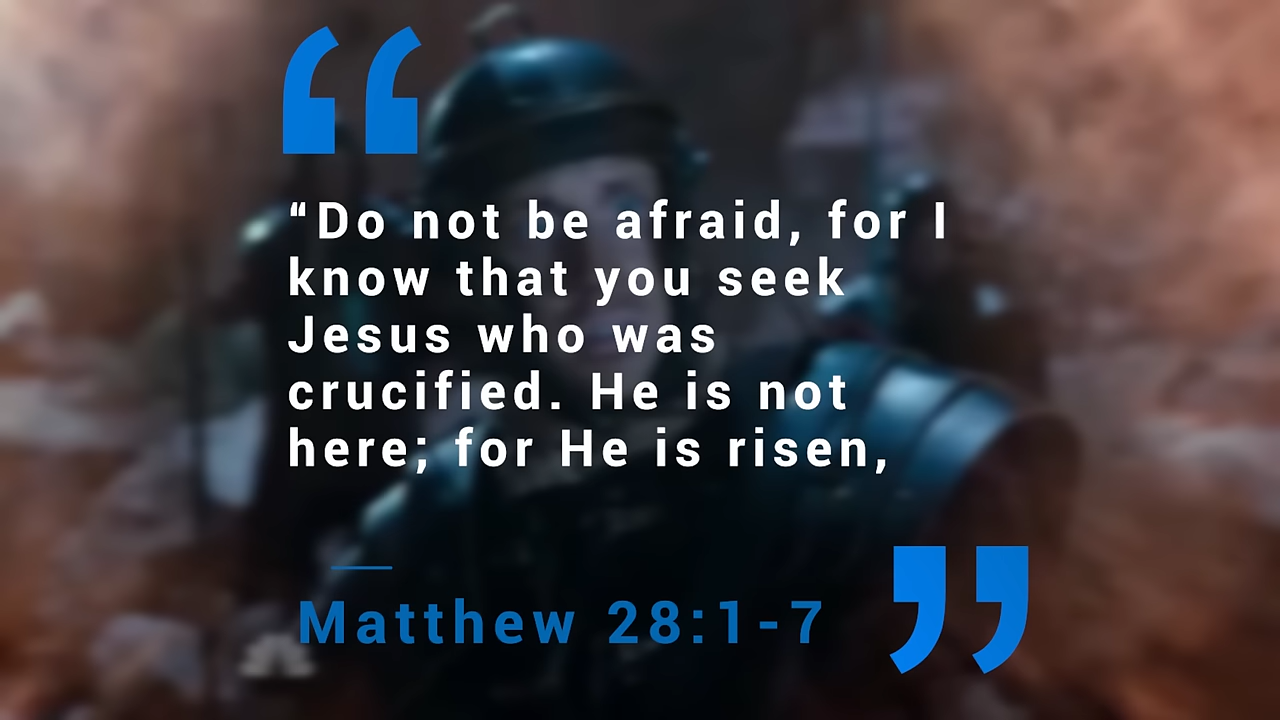 “Do not be afraid, for I
know that you seek
Jesus who was
crucified. He is not
here; for He is risen,
Matthew 28:1-7